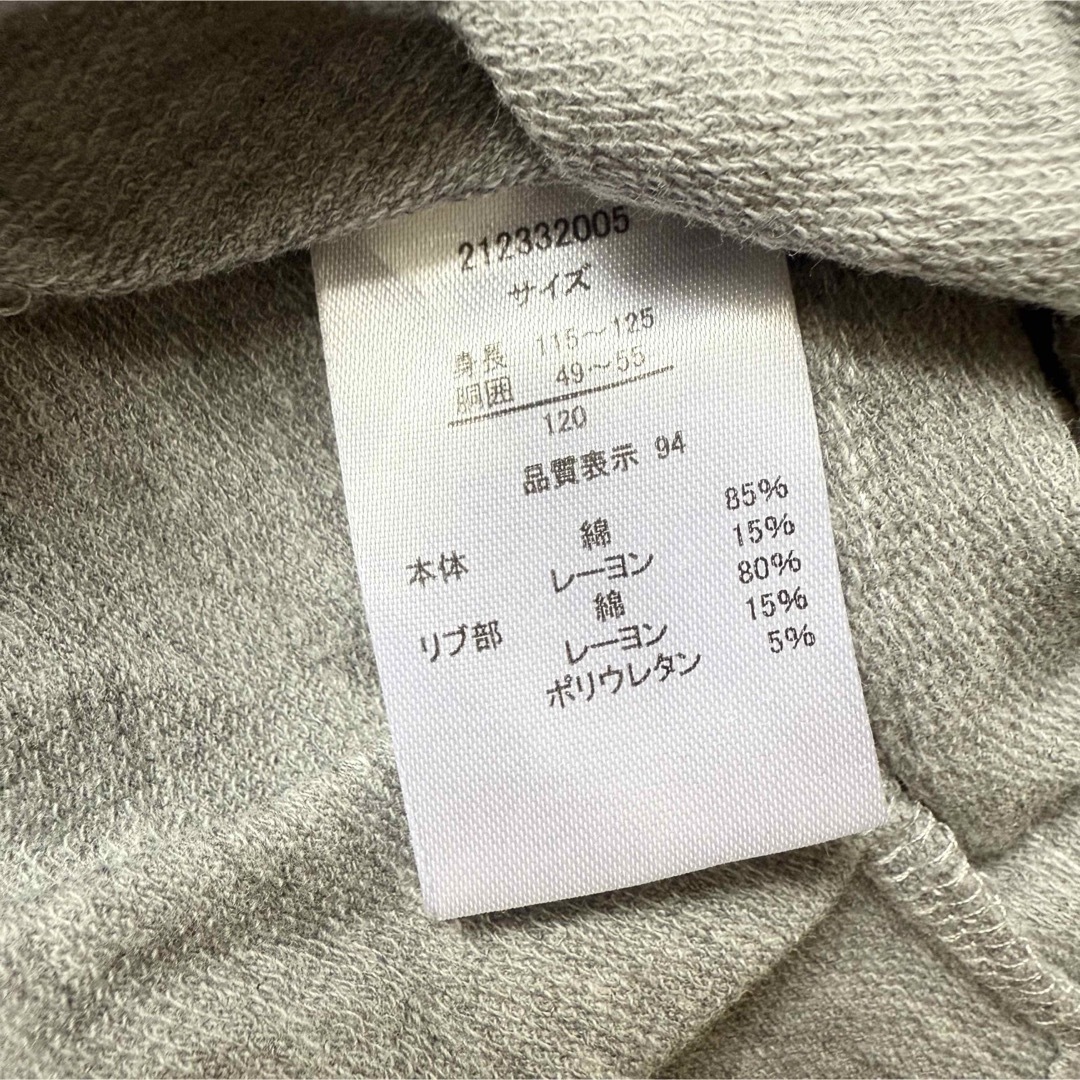 212332005
サイズ
身長 115～125
胴囲 49～55
120
品質表示 94
本体 綿 85%
レーヨン 15%
リブ部 綿 80%
レーヨン 15%
ポリウレタン 5%